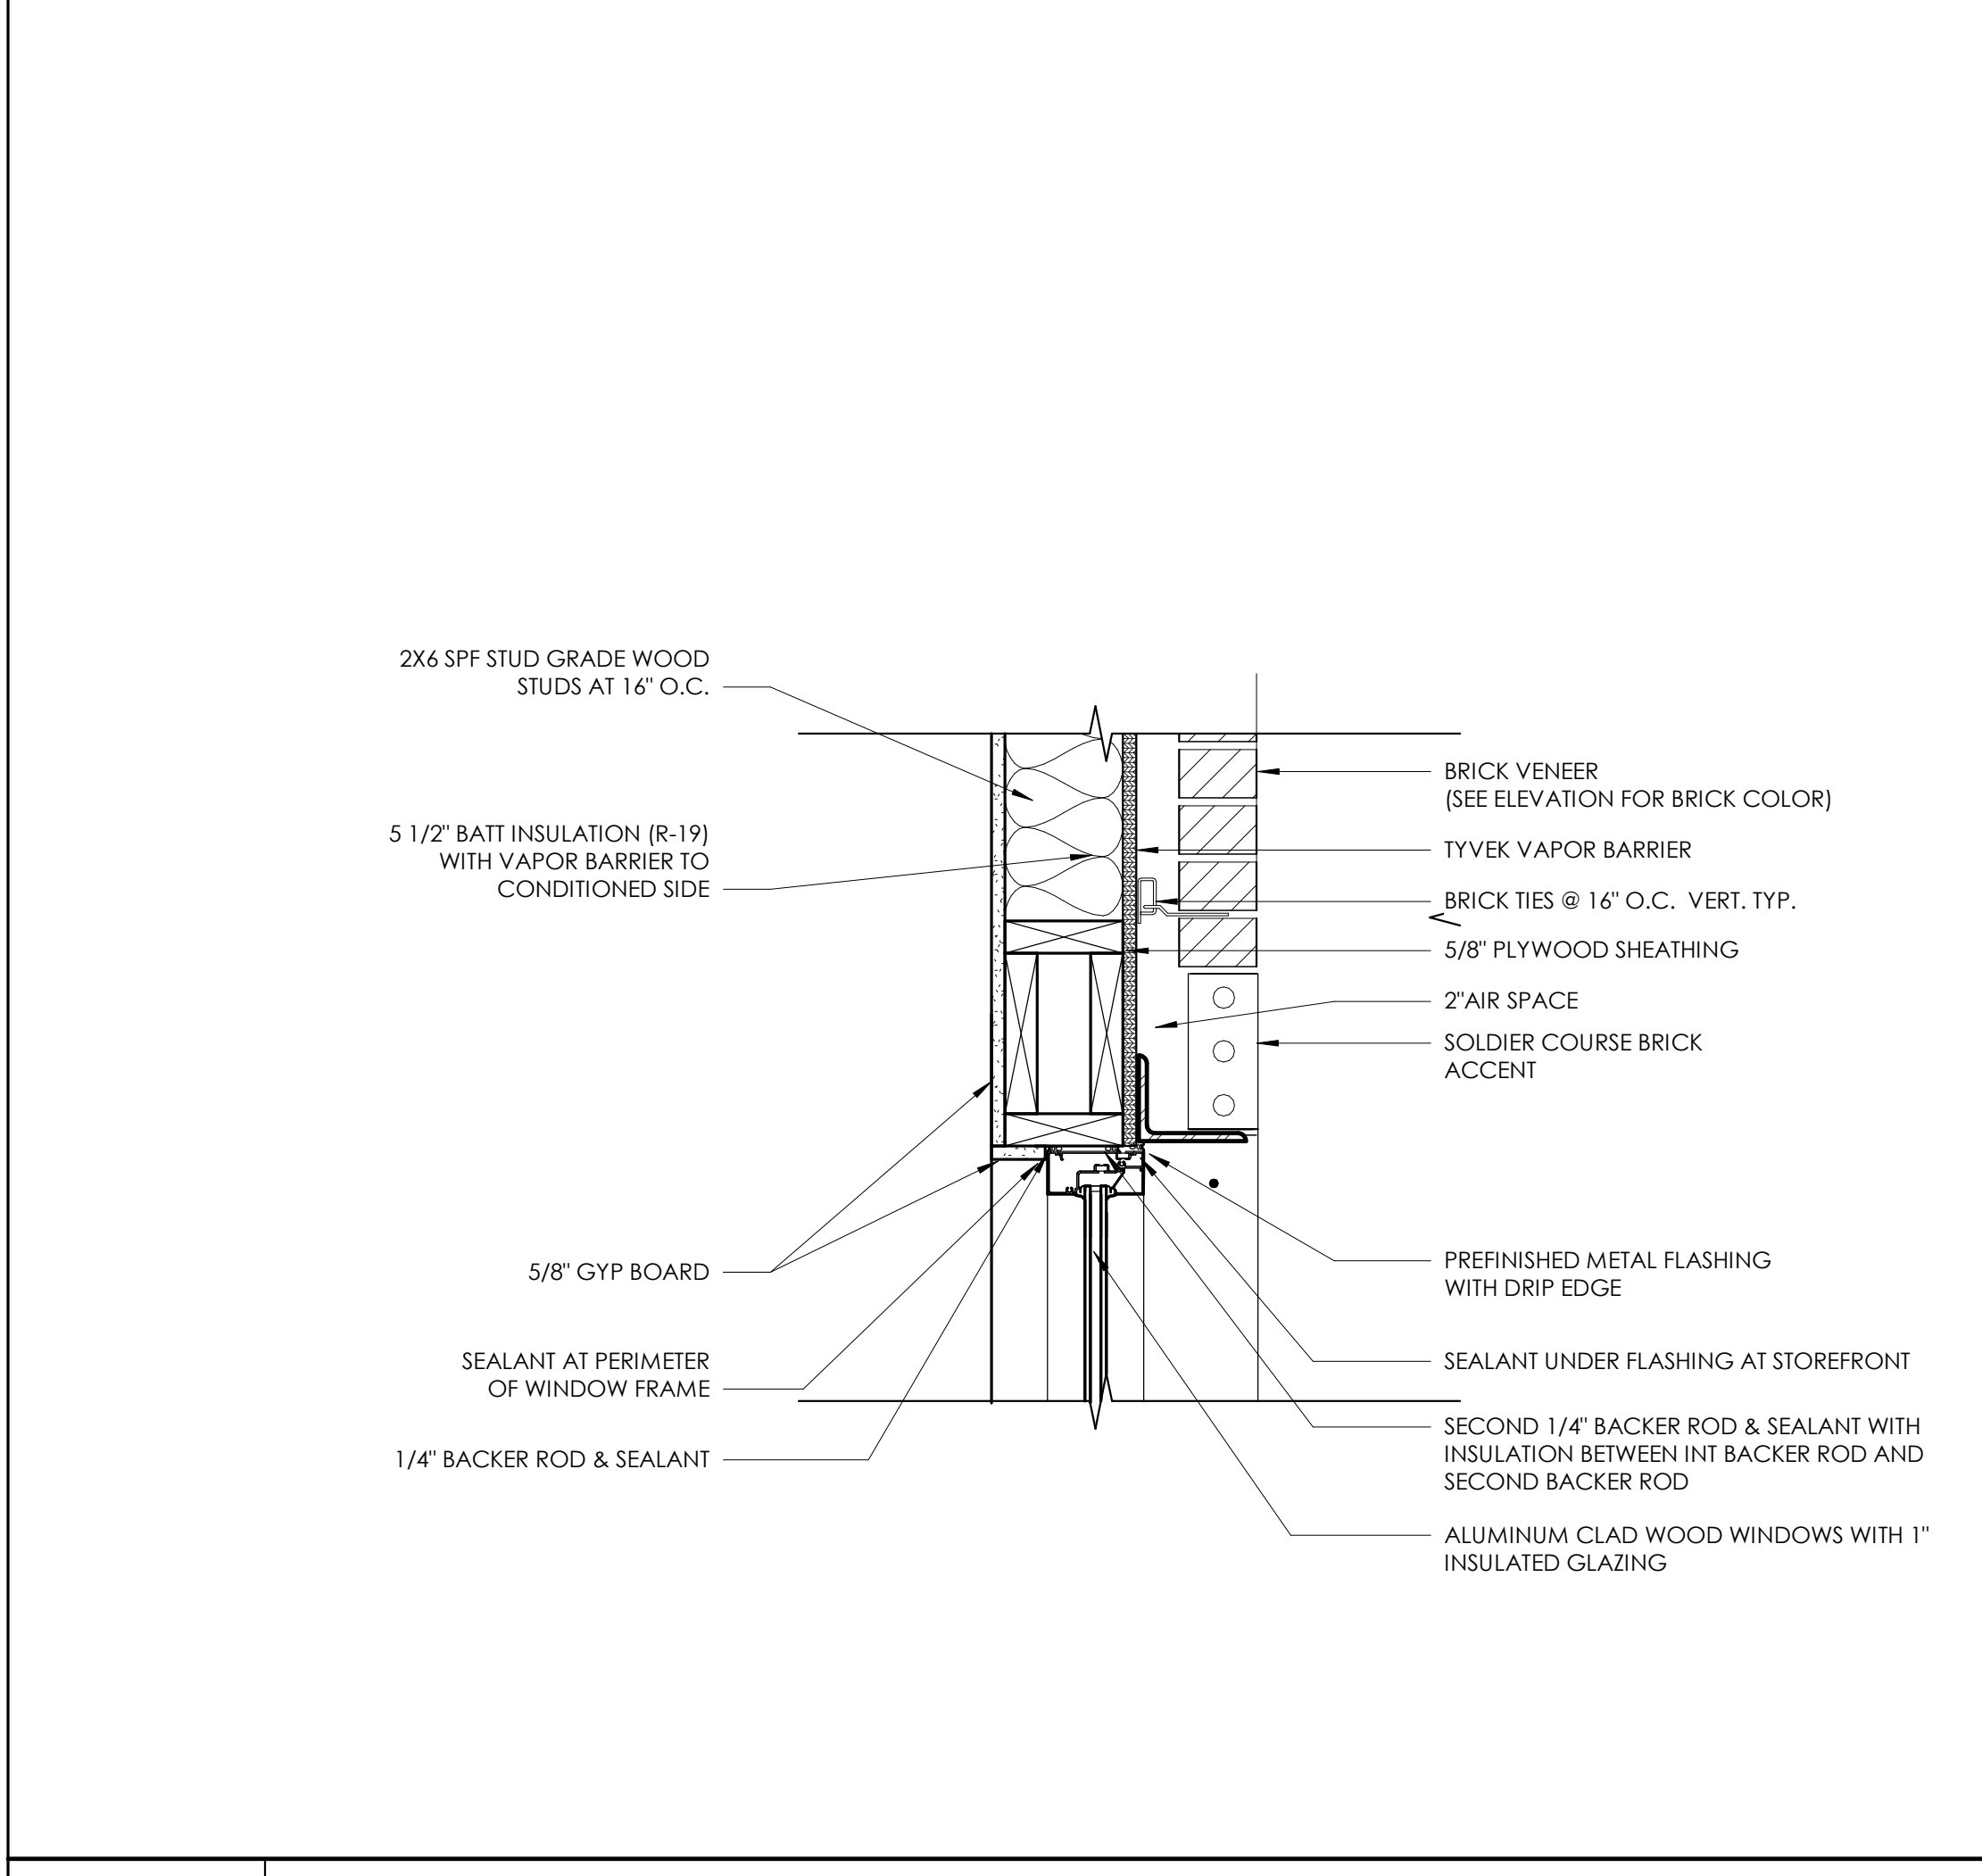 2X6 SPF STUD GRADE WOOD
STUDS AT 16" O.C.
5 1/2" BATT INSULATION (R-19)
WITH VAPOR BARRIER TO
CONDITIONED SIDE
5/8" GYP BOARD
SEALANT AT PERIMETER
OF WINDOW FRAME
1/4" BACKER ROD & SEALANT
BRICK VENEER
(SEE ELEVATION FOR BRICK COLOR)
TYVEK VAPOR BARRIER
BRICK TIES @ 16" O.C. VERT. TYP.
5/8" PLYWOOD SHEATHING
2"AIR SPACE
SOLDIER COURSE BRICK
ACCENT
PREFINISHED METAL FLASHING
WITH DRIP EDGE
SEALANT UNDER FLASHING AT STOREFRONT
SECOND 1/4" BACKER ROD & SEALANT WITH
INSULATION BETWEEN INT BACKER ROD AND
SECOND BACKER ROD
ALUMINUM CLAD WOOD WINDOWS WITH 1"
INSULATED GLAZING